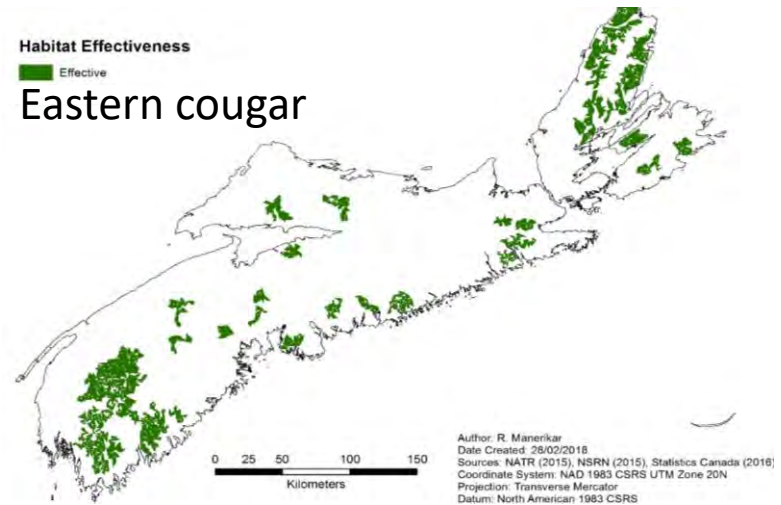 Habitat Effectiveness
Effective
Eastern cougar
0 25 50 100 150
Kilometers
Author: R. Manerikar
Date Created: 28/02/2018
Sources: NATR (2015), NSRN (2015), Statistics Canada (2016)
Coordinate System: NAD 1983 CSRS UTM Zone 20N
Projection: Transverse Mercator
Datum: North American 1983 CSRS